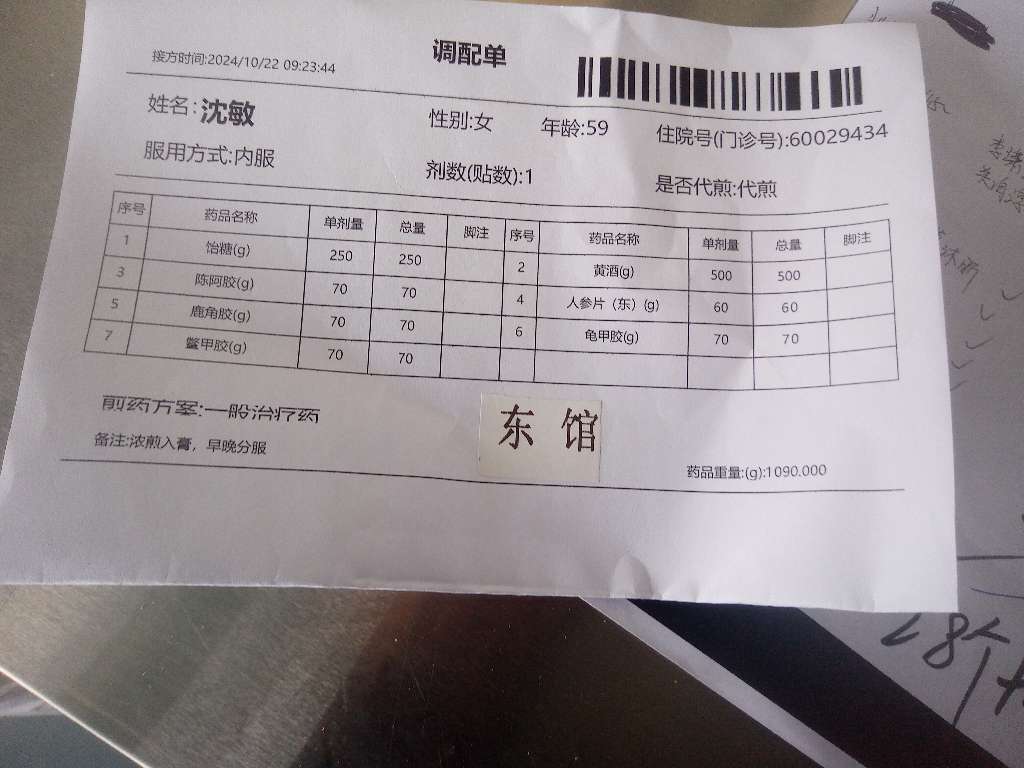 调配单
接方时间:2024/10/22 09:23:44
姓名:沈敏 性别:女 年龄:59 住院号(门诊号):60029434
服用方式:内服 剂数(贴数):1 是否代煎:代煎
序号 药品名称 单剂量 总量 脚注 序号 药品名称 单剂量 总量 脚注
1 饴糖(g) 250 250 2 黄酒(g) 500 500
3 陈阿胶(g) 70 70 4 人参片（东）(g) 60 60
5 鹿角胶(g) 70 70 6 龟甲胶(g) 70 70
7 鳖甲胶(g) 70 70
煎药方案:一般治疗药
备注:浓煎入膏，早晚分服
东 馆
药品重量:(g):1090.000